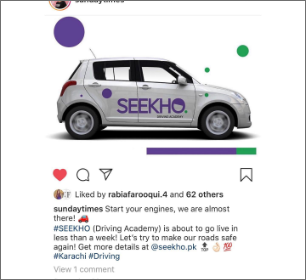 sundaytimes
SEEKHO
DRIVING ACADEMY
Liked by rabiafarooqui.4 and 62 others
sundaytimes Start your engines, we are almost
there! 🚗
#SEEKHO (Driving Academy) is about to go live in
less than a week! Let's try to make our roads
safe again! Get more details at @seekho.pk 🔝👌🏻💯
#Karachi #Driving
View 1 comment